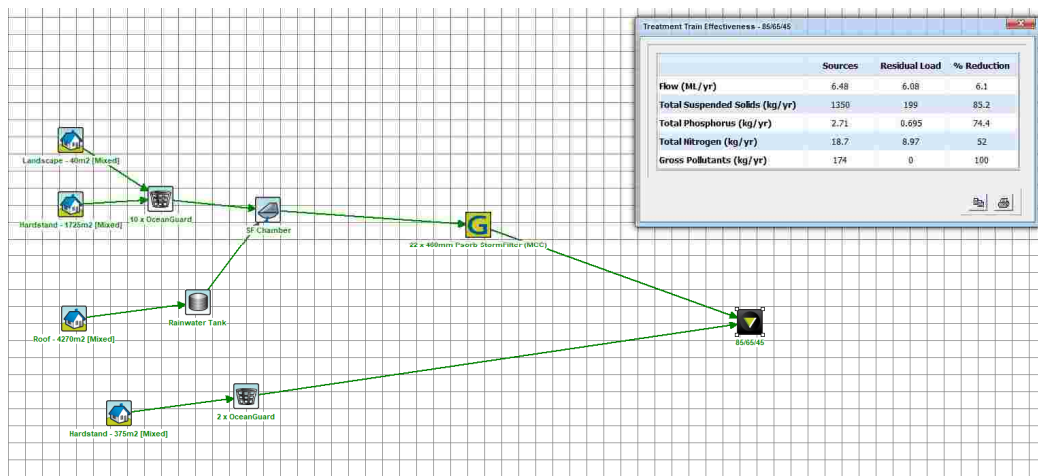 Treatment Train Effectiveness - 85/65/45
Sources Residual Load % Reduction
Flow (ML/yr) 6.48 6.08 6.1
Total Suspended Solids (kg/yr) 1350 199 85.2
Total Phosphorus (kg/yr) 2.71 0.695 74.4
Total Nitrogen (kg/yr) 18.7 8.97 52
Gross Pollutants (kg/yr) 174 0 100
Landscape - 40m2 [Mixed]
Hardstand - 1725m2 [Mixed]
10 x OceanGuard
SF Chamber
G
22 x 460mm Psorb StormFilter (MCC)
Rainwater Tank
Roof - 4270m2 [Mixed]
85/65/45
2 x OceanGuard
Hardstand - 375m2 [Mixed]